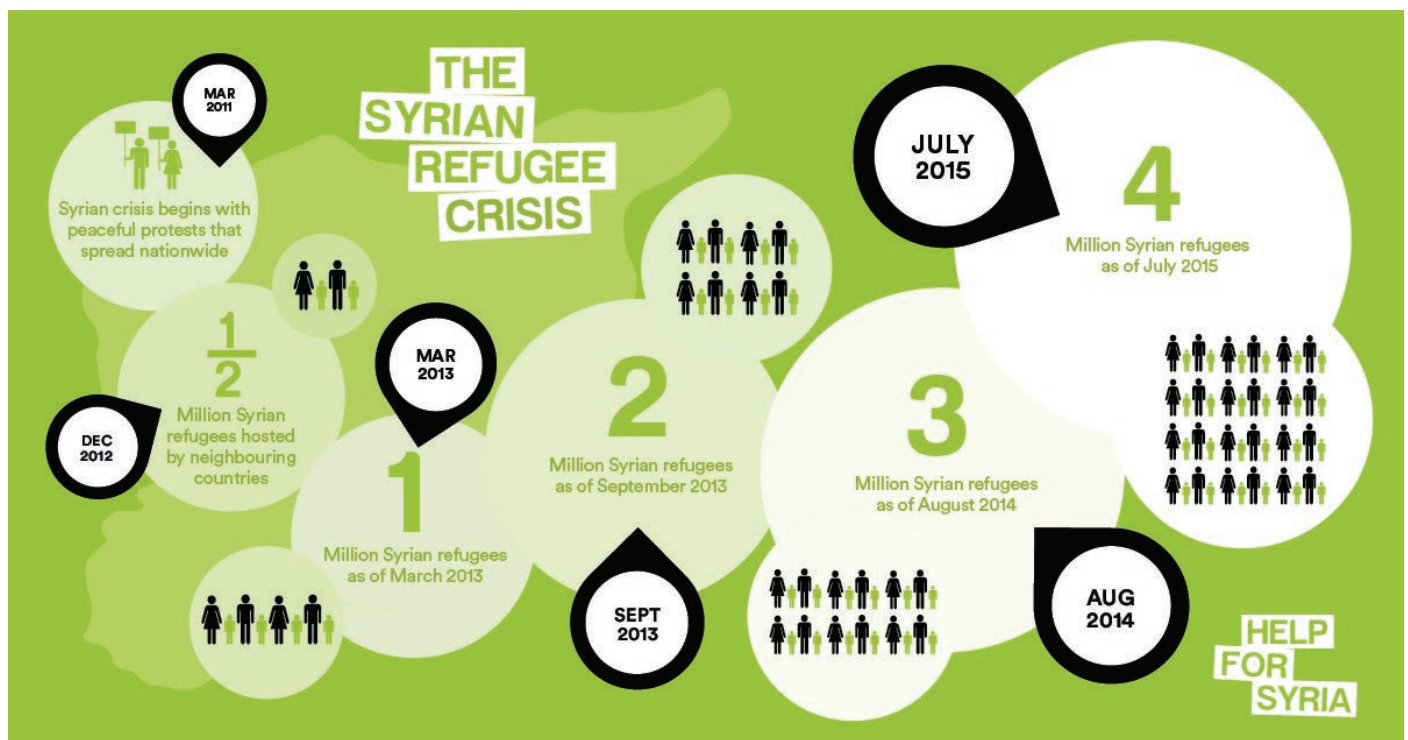 THE
SYRIAN
REFUGEE
CRISIS
MAR
2011
Syrian crisis begins with
peaceful protests that
spread nationwide
DEC
2012
1
2
Million Syrian
refugees hosted
by neighbouring
countries
MAR
2013
1
Million Syrian refugees
as of March 2013
SEPT
2013
2
Million Syrian refugees
as of September 2013
AUG
2014
3
Million Syrian refugees
as of August 2014
JULY
2015
4
Million Syrian refugees
as of July 2015
HELP
FOR
SYRIA